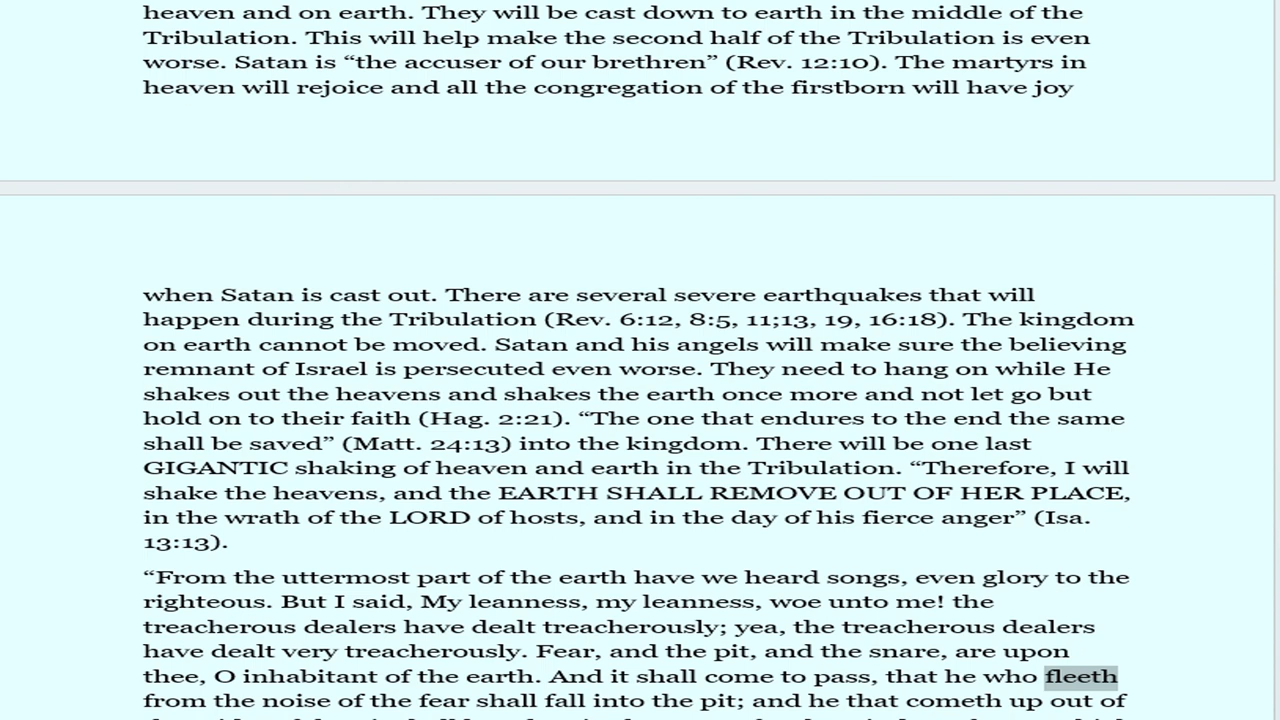 heaven and on earth. They will be cast down to earth in the middle of the
Tribulation. This will help make the second half of the Tribulation is even
worse. Satan is “the accuser of our brethren” (Rev. 12:10). The martyrs in
heaven will rejoice and all the congregation of the firstborn will have joy
when Satan is cast out. There are several severe earthquakes that will
happen during the Tribulation (Rev. 6:12, 8:5, 11;13, 19, 16:18). The kingdom
on earth cannot be moved. Satan and his angels will make sure the believing
remnant of Israel is persecuted even worse. They need to hang on while He
shakes out the heavens and shakes the earth once more and not let go but
hold on to their faith (Hag. 2:21). “The one that endures to the end the same
shall be saved” (Matt. 24:13) into the kingdom. There will be one last
GIGANTIC shaking of heaven and earth in the Tribulation. “Therefore, I will
shake the heavens, and the EARTH SHALL REMOVE OUT OF HER PLACE,
in the wrath of the LORD of hosts, and in the day of his fierce anger” (Isa.
13:13).
“From the uttermost part of the earth have we heard songs, even glory to the
righteous. But I said, My leanness, my leanness, woe unto me! the
treacherous dealers have dealt treacherously; yea, the treacherous dealers
have dealt very treacherously. Fear, and the pit, and the snare, are upon
thee, O inhabitant of the earth. And it shall come to pass, that he who fleeth
from the noise of the fear shall fall into the pit; and he that cometh up out of